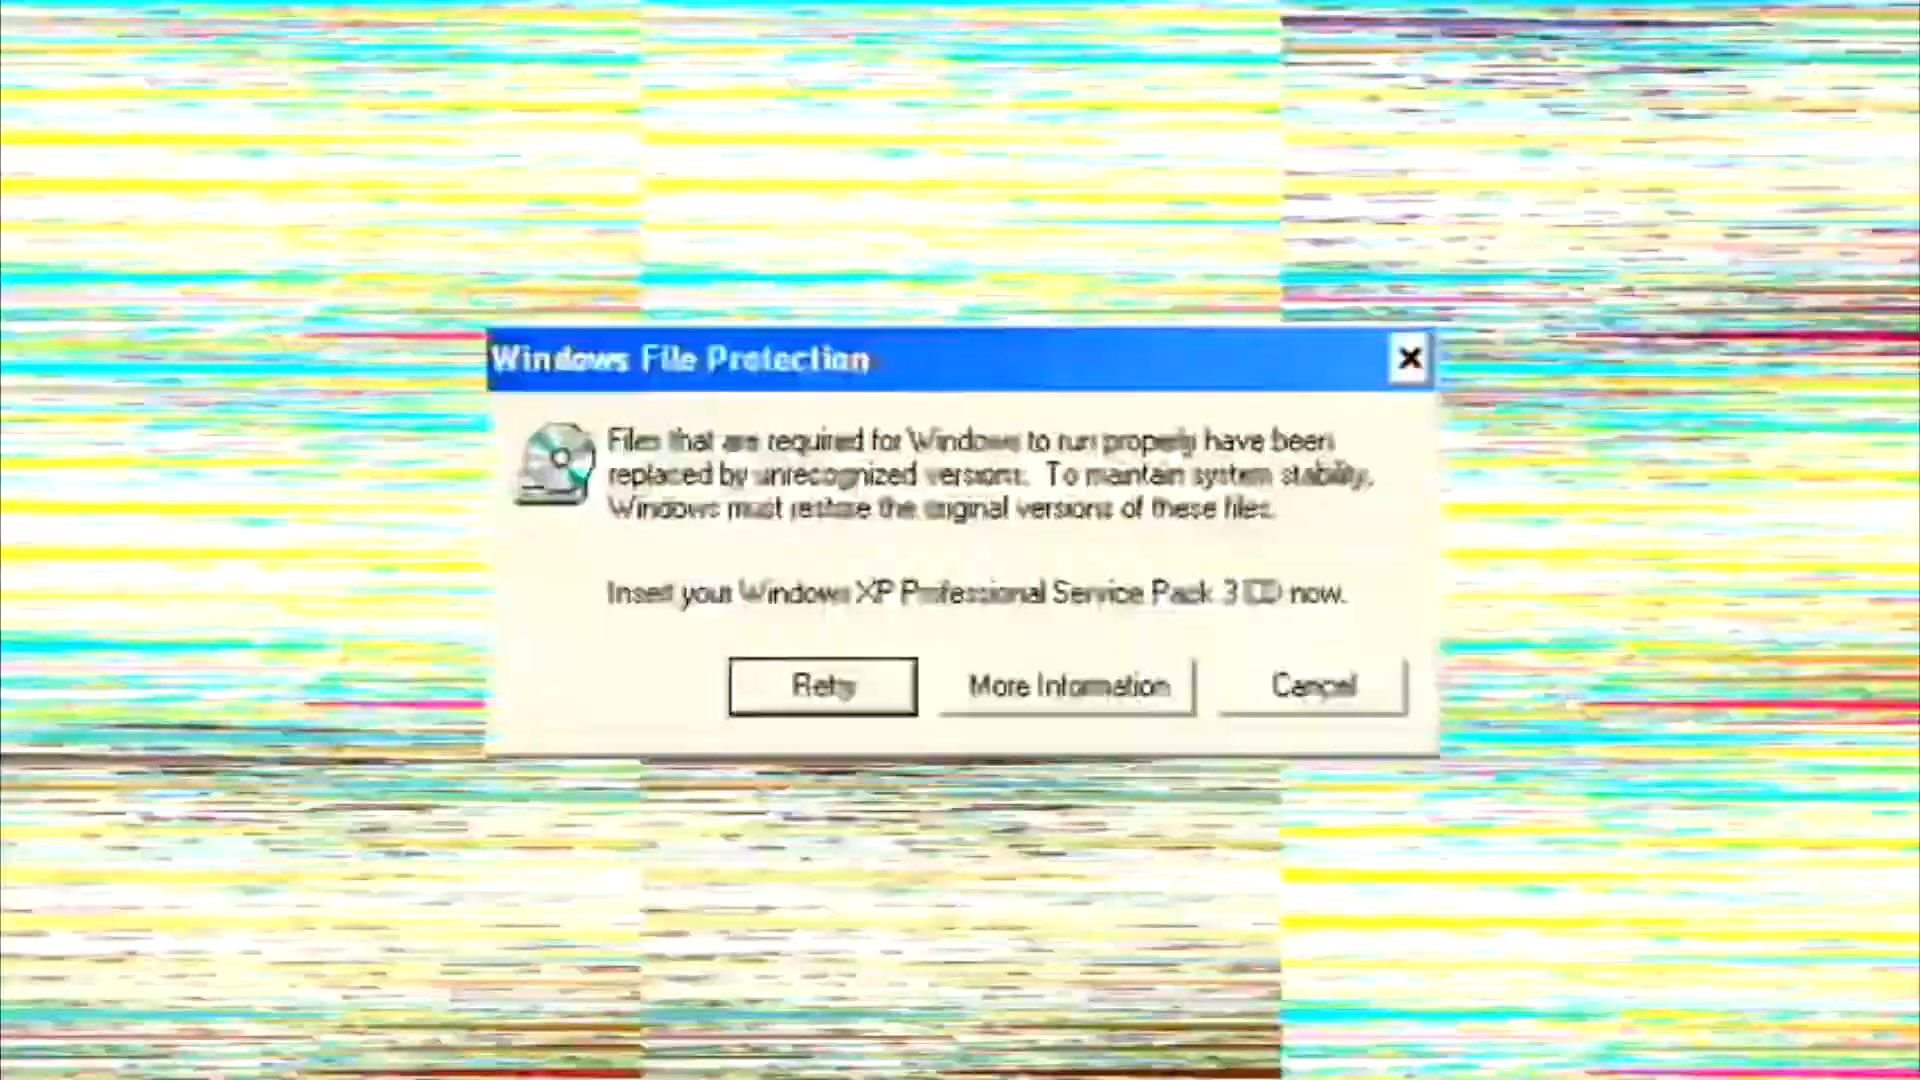 Windows File Protection
Files that are required for Windows to run properly have been
replaced by unrecognized versions. To maintain system stability,
Windows must restore the original versions of these files.
Insert your Windows XP Professional Service Pack 3 CD now.
Retry
More Information
Cancel